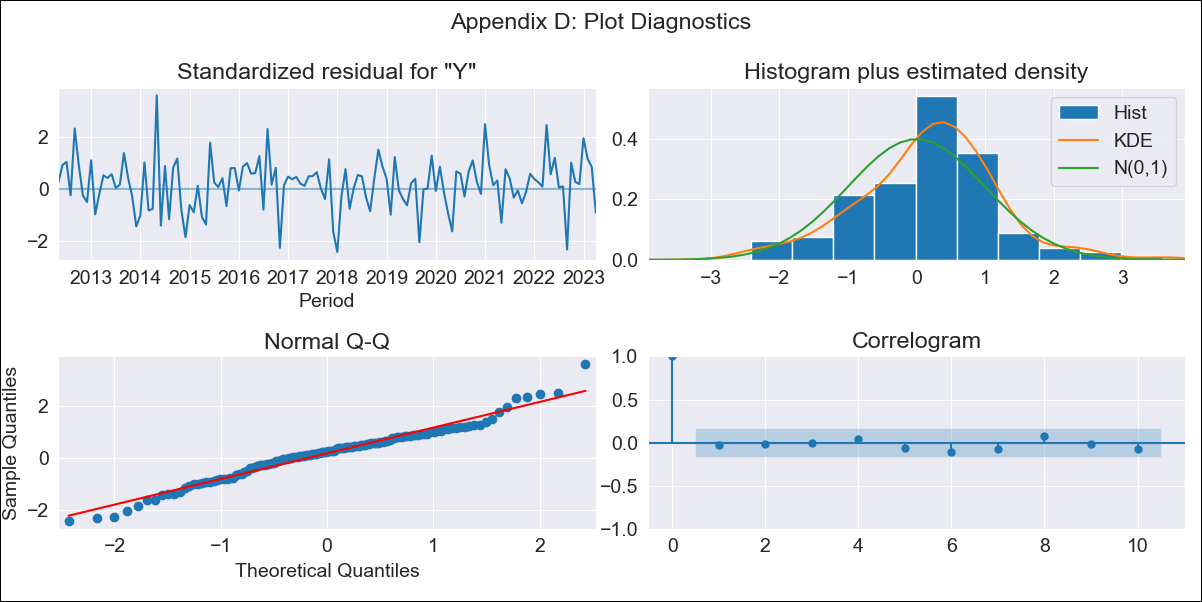 Appendix D: Plot Diagnostics
Standardized residual for "Y"
2
0
−2
2013 2014 2015 2016 2017 2018 2019 2020 2021 2022 2023
Period
Histogram plus estimated density
Hist
KDE
N(0,1)
0.4
0.2
0.0
−3 −2 −1 0 1 2 3
Normal Q-Q
Sample Quantiles
2
0
−2
−2 −1 0 1 2
Theoretical Quantiles
Correlogram
1.0
0.5
0.0
−0.5
−1.0
0 2 4 6 8 10